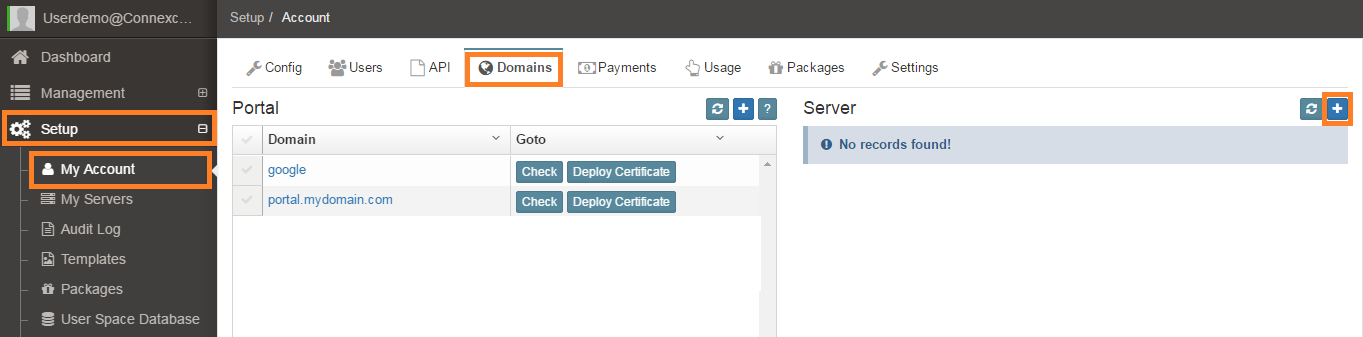 Userdemo@Connexc...
Setup / Account
Dashboard
Management
Setup
My Account
My Servers
Audit Log
Templates
Packages
User Space Database
Config Users API Domains Payments Usage Packages Settings
Portal
?
Domain Goto
google Check Deploy Certificate
portal.mydomain.com Check Deploy Certificate
Server
No records found!